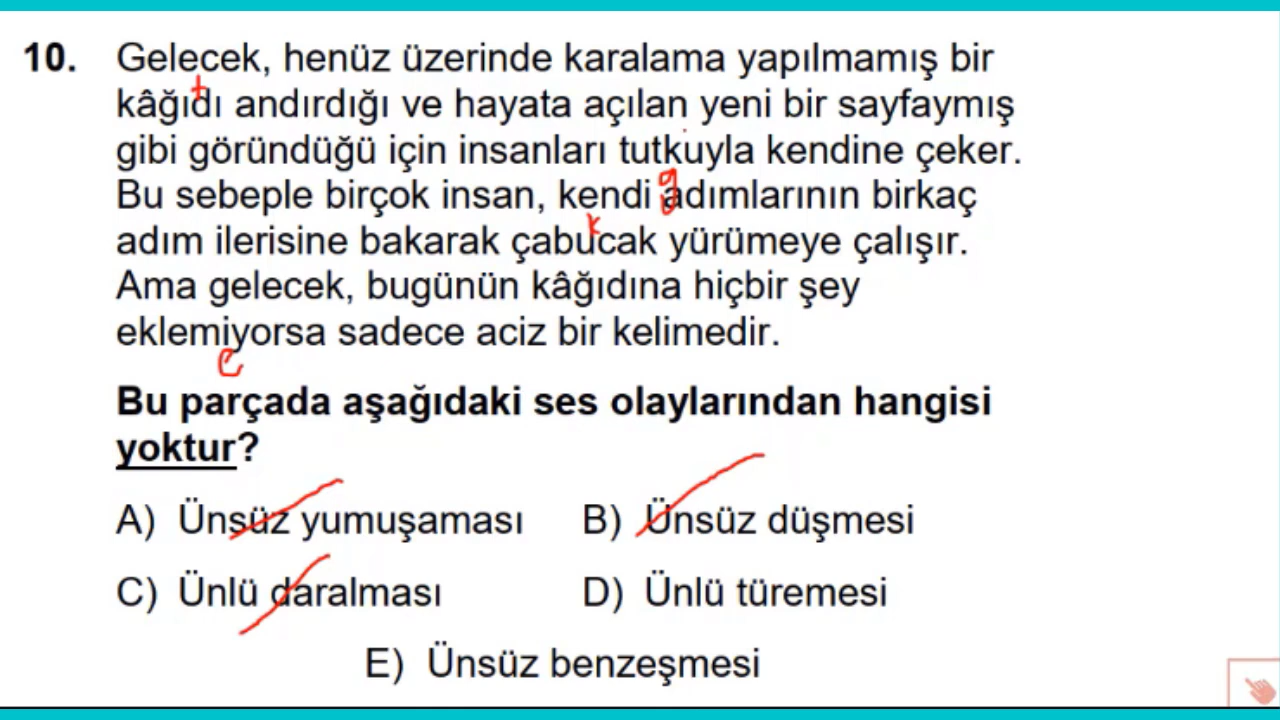 10. Gelecek, henüz üzerinde karalama yapılmamış bir
kâğıdı andırdığı ve hayata açılan yeni bir sayfaymış
gibi göründüğü için insanları tutkuyla kendine çeker.
Bu sebeple birçok insan, kendi adımlarının birkaç
adım ilerisine bakarak çabucak yürümeye çalışır.
Ama gelecek, bugünün kâğıdına hiçbir şey
eklemiyorsa sadece aciz bir kelimedir.
Bu parçada aşağıdaki ses olaylarından hangisi
yoktur?
A) Ünsüz yumuşaması B) Ünsüz düşmesi
C) Ünlü daralması D) Ünlü türemesi
E) Ünsüz benzeşmesi